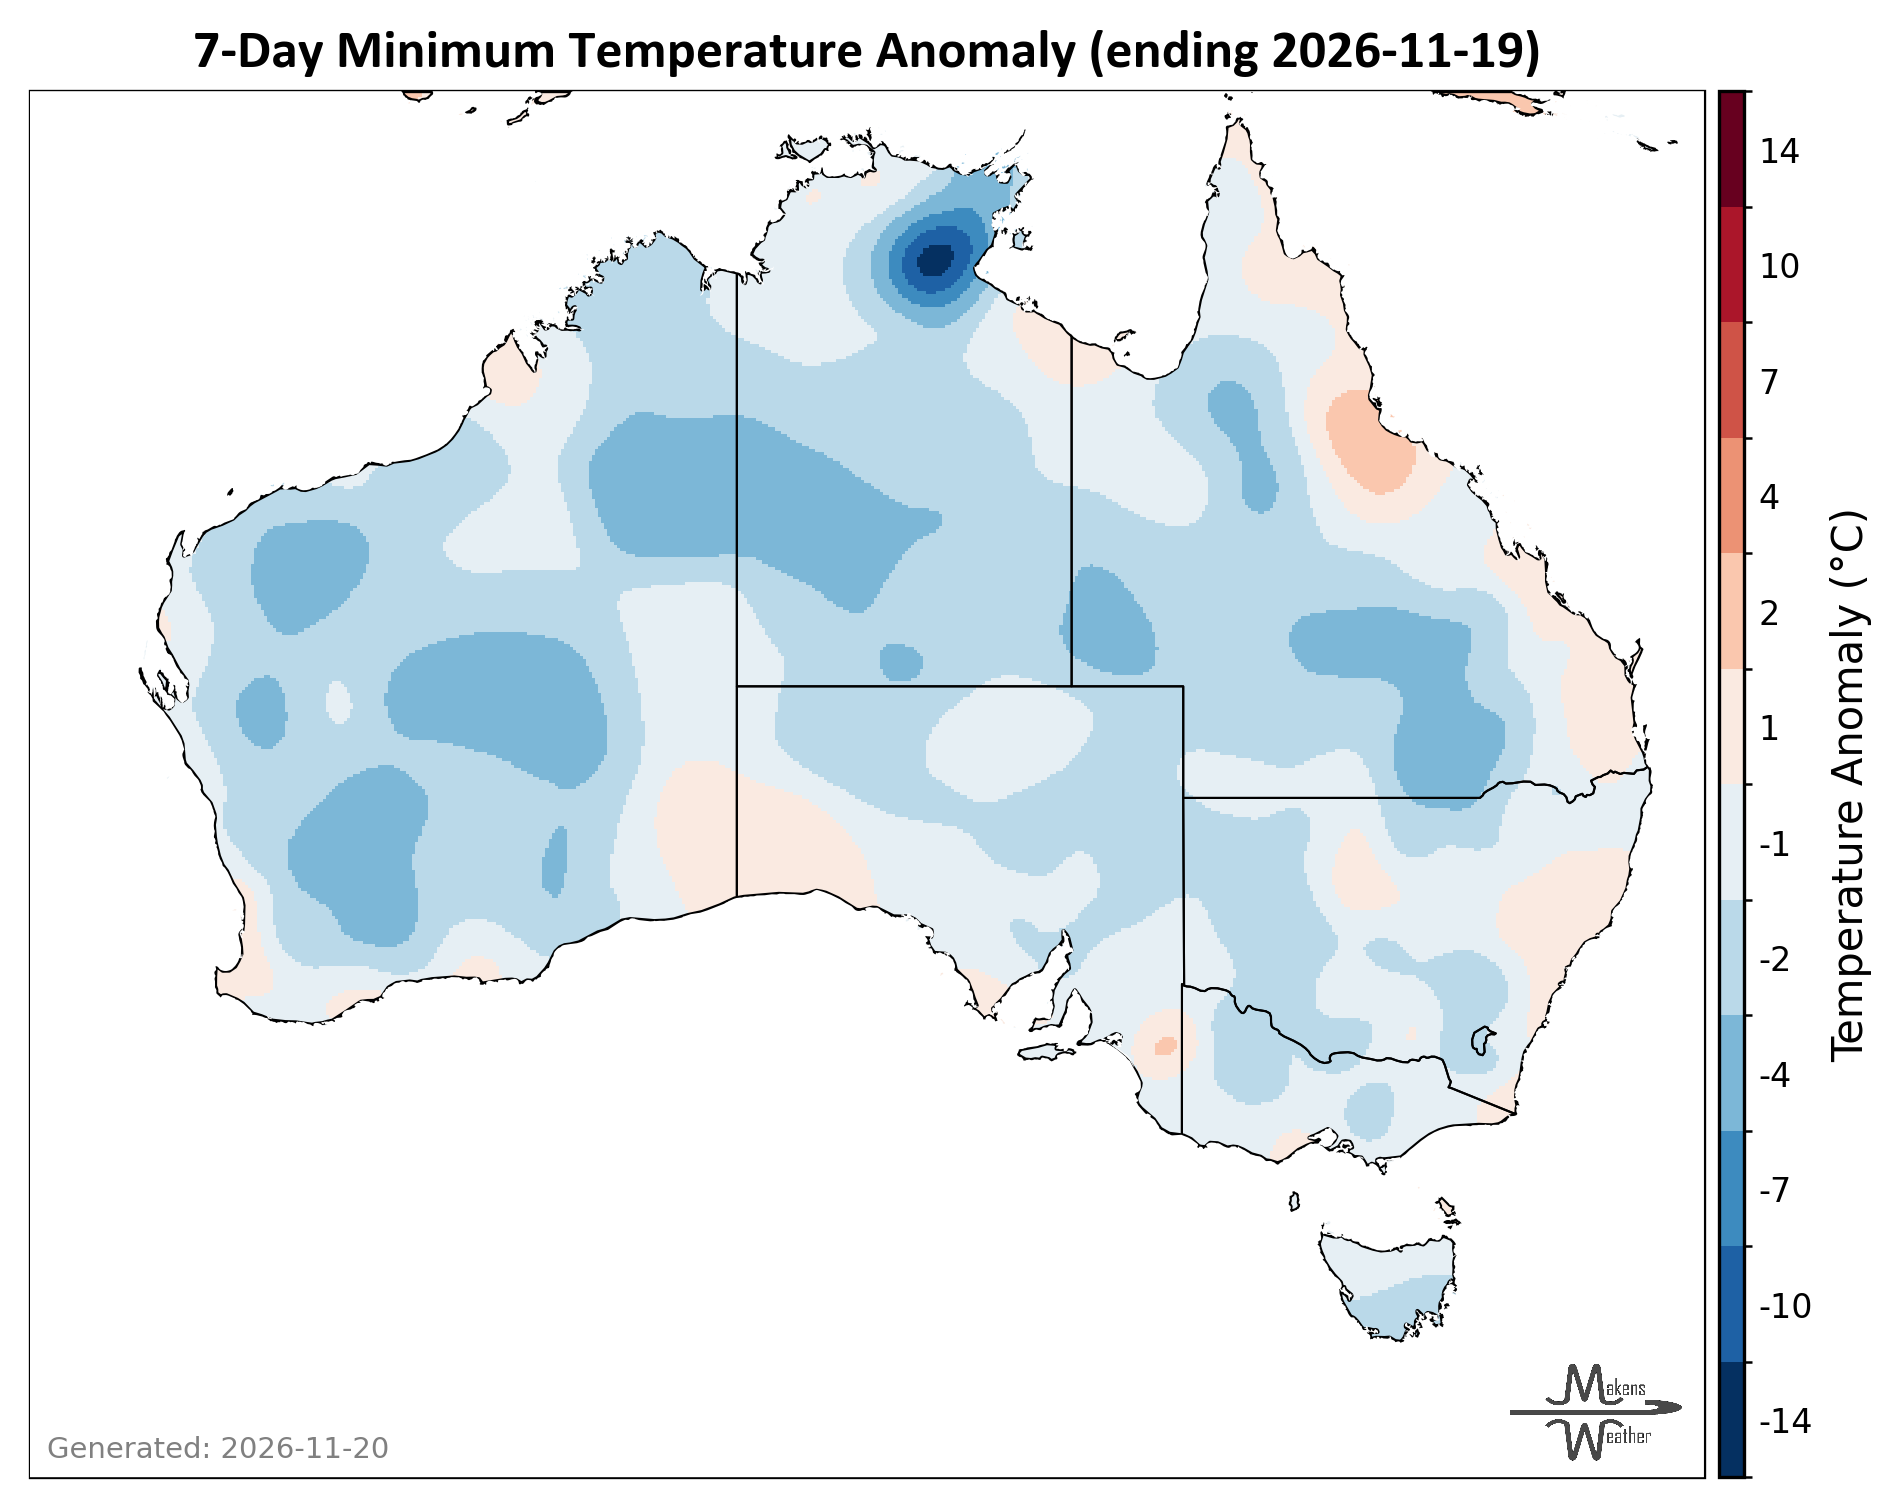 7-Day Minimum Temperature Anomaly (ending 2026-11-19)
14
10
7
4
2
1
-1
-2
-4
-7
-10
-14
Temperature Anomaly (°C)
Makens
Weather
Generated: 2026-11-20